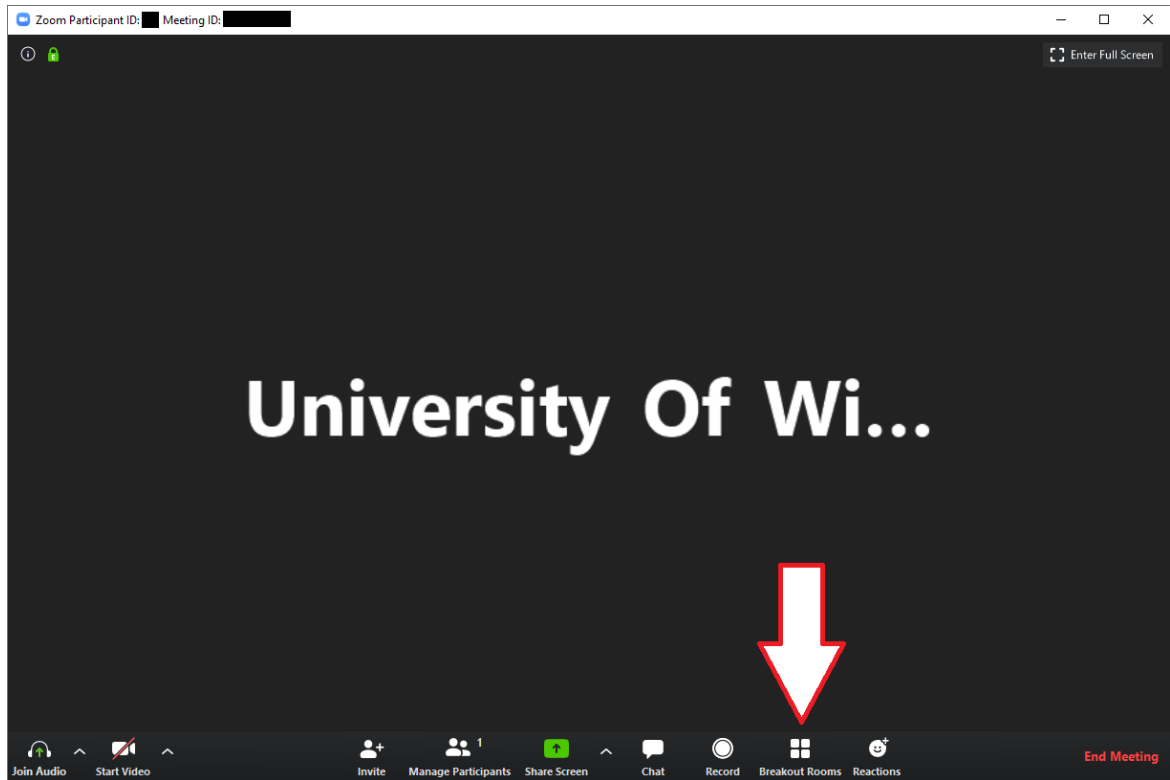 Zoom Participant ID: Meeting ID:
Enter Full Screen
University Of Wi...
1
Join Audio Start Video Invite Manage Participants Share Screen Chat Record Breakout Rooms Reactions End Meeting